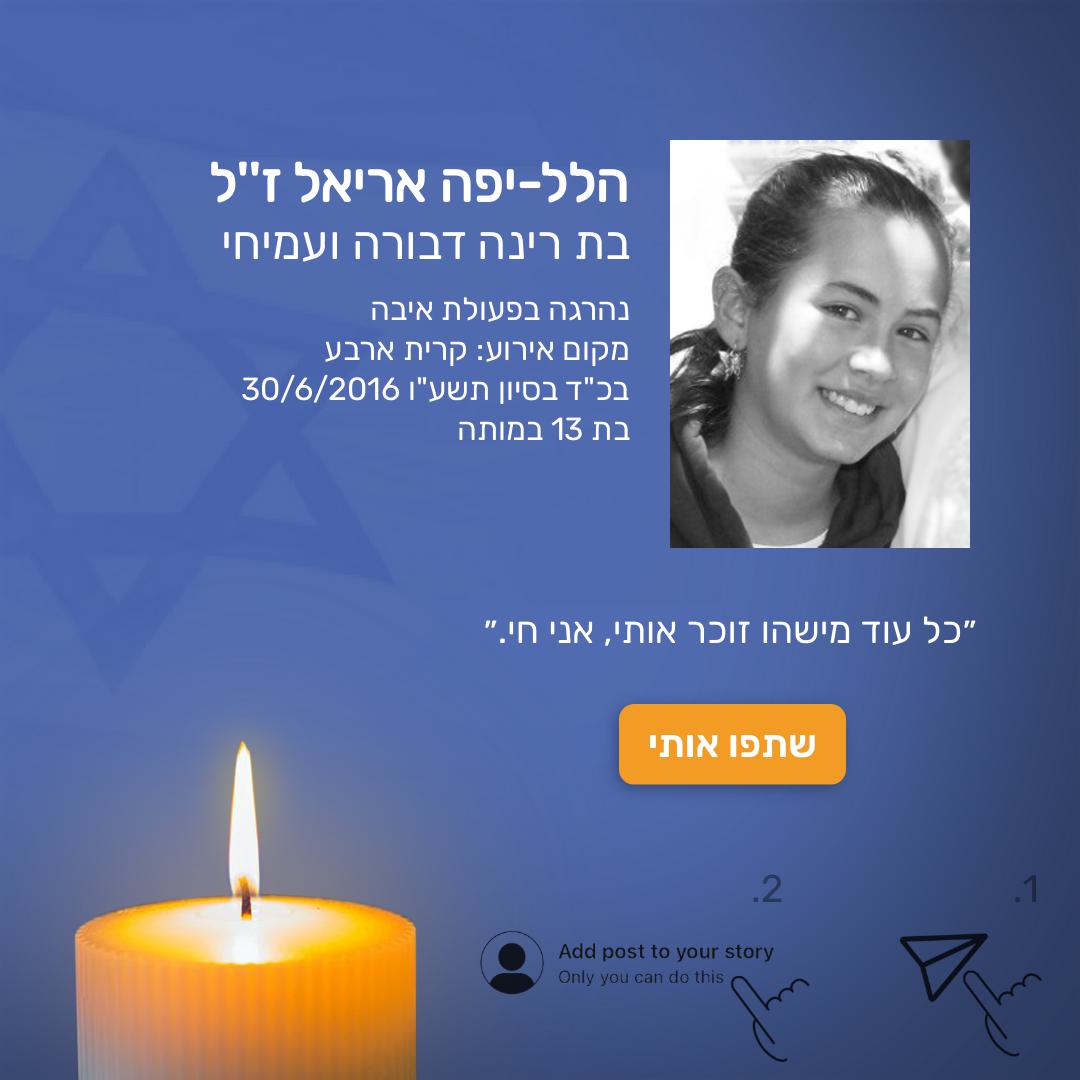 הלל-יפה אריאל ז"ל
בת רינה דבורה ועמיחי
נהרגה בפעולת איבה
מקום אירוע: קרית ארבע
בכ"ד בסיון תשע"ו 30/6/2016
בת 13 במותה
״כל עוד מישהו זוכר אותי, אני חי.״
שתפו אותי
1.
2.
Add post to your story
Only you can do this